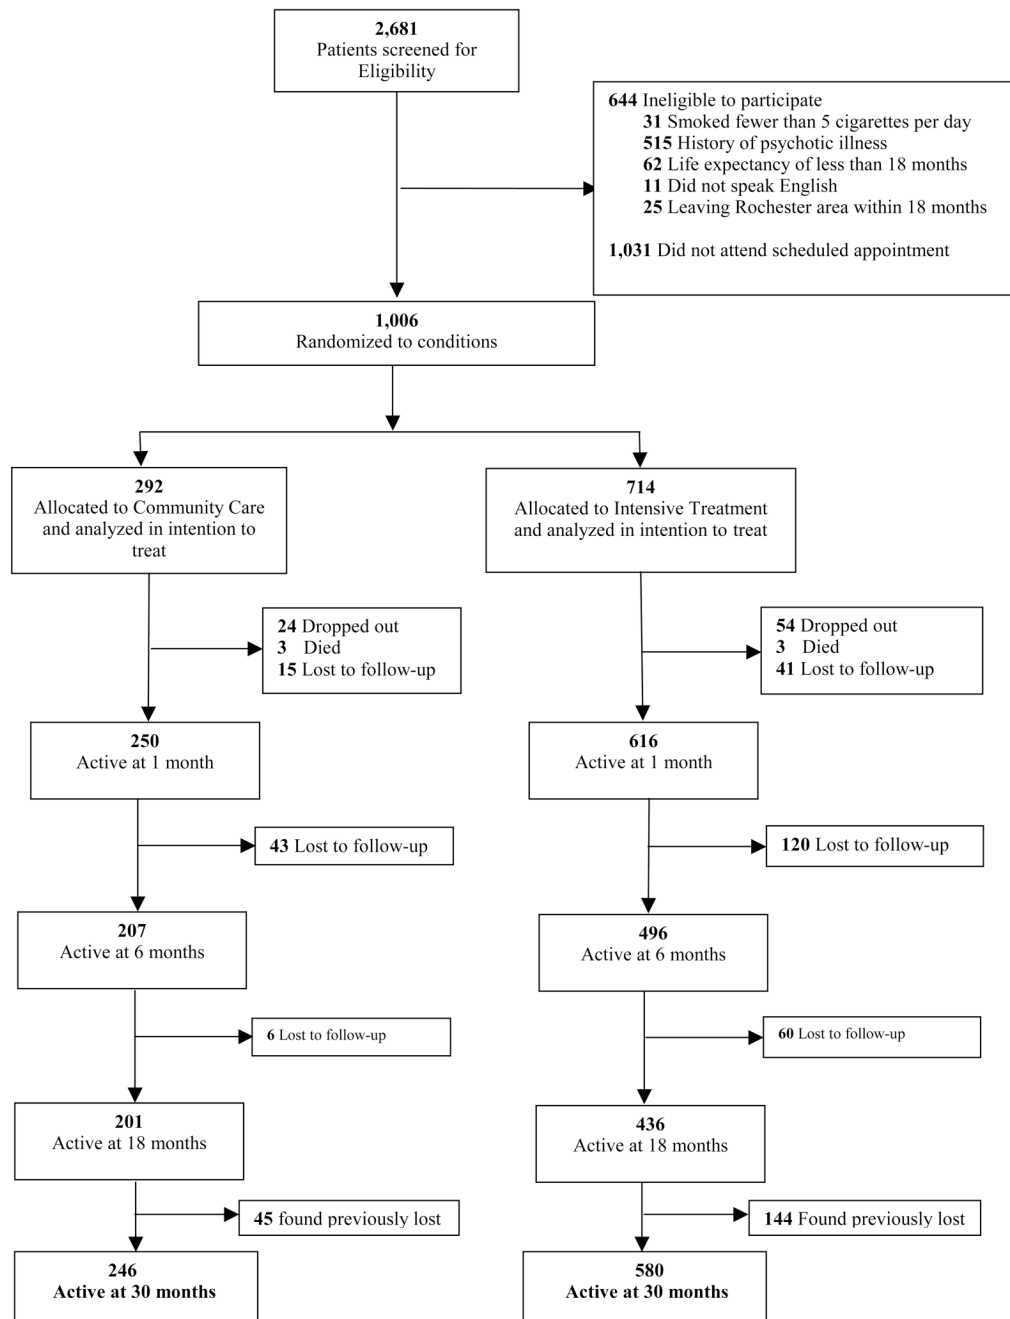 2,681
Patients screened for
Eligibility
644 Ineligible to participate
31 Smoked fewer than 5 cigarettes per day
515 History of psychotic illness
62 Life expectancy of less than 18 months
11 Did not speak English
25 Leaving Rochester area within 18 months
1,031 Did not attend scheduled appointment
1,006
Randomized to conditions
292
Allocated to Community Care
and analyzed in intention to
treat
714
Allocated to Intensive Treatment
and analyzed in intention to treat
24 Dropped out
3 Died
15 Lost to follow-up
54 Dropped out
3 Died
41 Lost to follow-up
250
Active at 1 month
616
Active at 1 month
43 Lost to follow-up
120 Lost to follow-up
207
Active at 6 months
496
Active at 6 months
6 Lost to follow-up
60 Lost to follow-up
201
Active at 18 months
436
Active at 18 months
45 found previously lost
144 Found previously lost
246
Active at 30 months
580
Active at 30 months